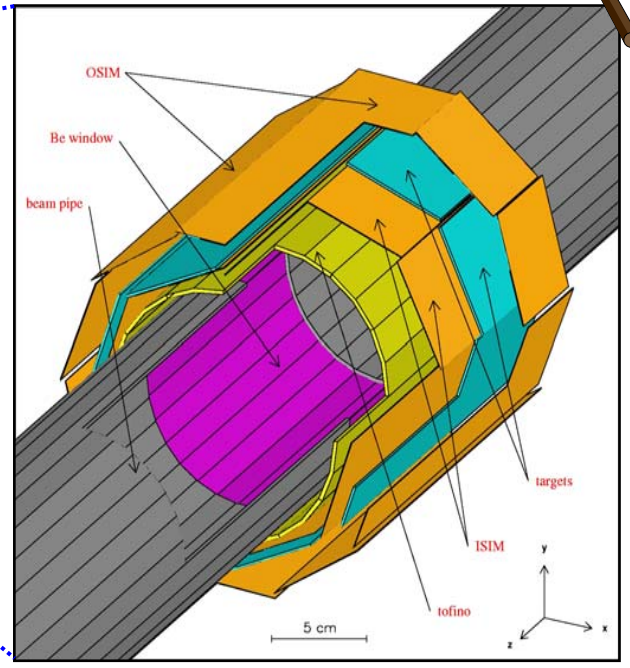 OSIM
Be window
beam pipe
targets
ISIM
tofino
5 cm
y
x
z